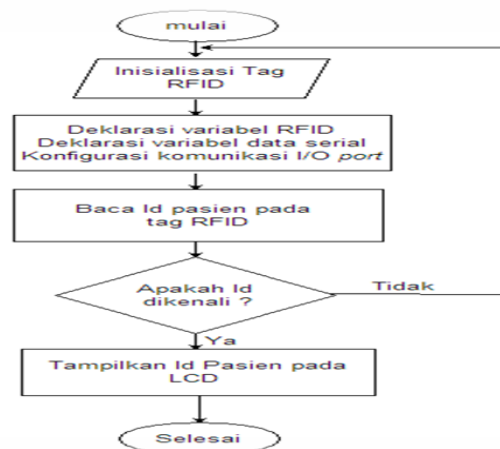 mulai
Inisialisasi Tag
RFID
Deklarasi variabel RFID
Deklarasi variabel data serial
Konfigurasi komunikasi I/O port
Baca Id pasien pada
tag RFID
Apakah Id
dikenali ?
Tidak
Ya
Tampilkan Id Pasien pada
LCD
Selesai